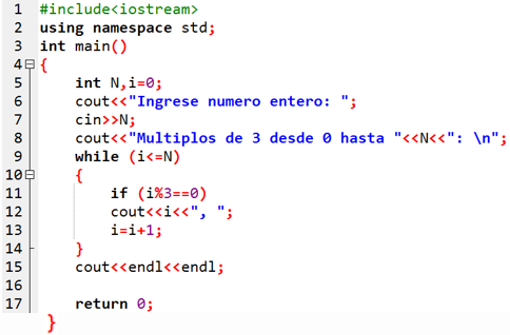 1 #include<iostream>
2 using namespace std;
3 int main()
4 {
5 int N,i=0;
6 cout<<"Ingrese numero entero: ";
7 cin>>N;
8 cout<<"Multiplos de 3 desde 0 hasta "<<N<<": \n";
9 while (i<=N)
10 {
11 if (i%3==0)
12 cout<<i<<", ";
13 i=i+1;
14 }
15 cout<<endl<<endl;
16
17 return 0;
}